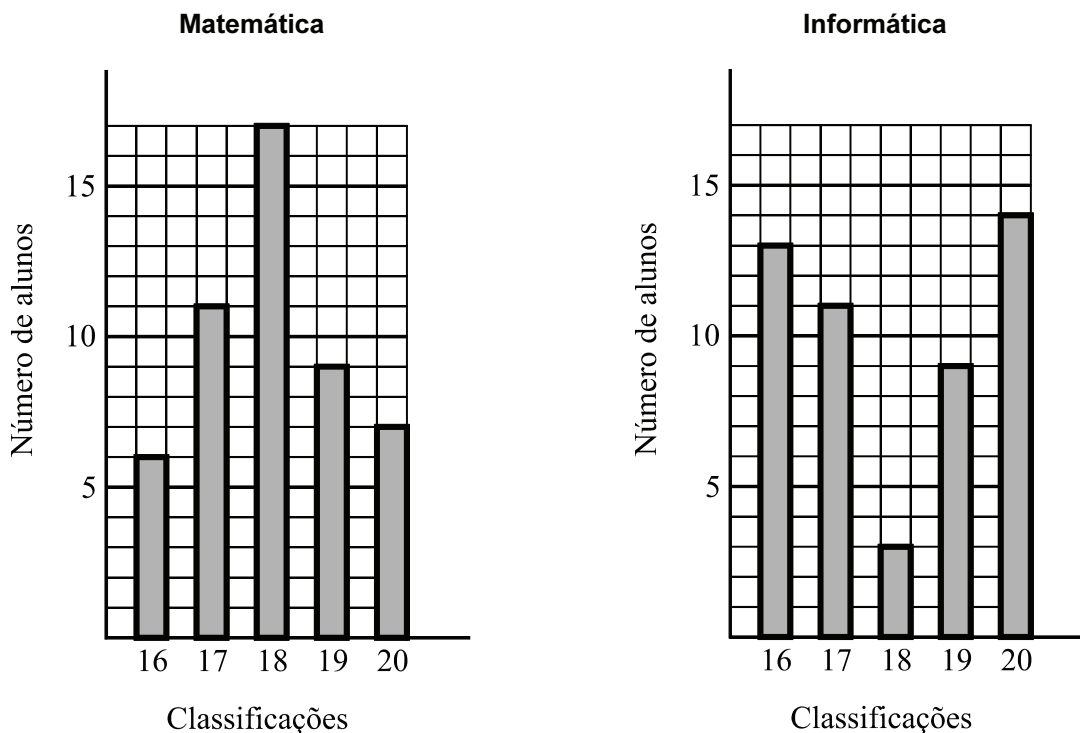 Matemática
Número de alunos
15
10
5
16 17 18 19 20
Classificações
Informática
Número de alunos
15
10
5
16 17 18 19 20
Classificações